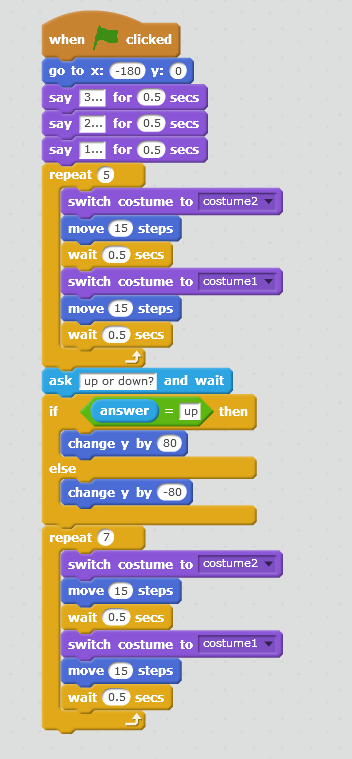 when clicked
go to x: -180 y: 0
say 3... for 0.5 secs
say 2... for 0.5 secs
say 1... for 0.5 secs
repeat 5
switch costume to costume2
move 15 steps
wait 0.5 secs
switch costume to costume1
move 15 steps
wait 0.5 secs
ask up or down? and wait
if answer = up then
change y by 80
else
change y by -80
repeat 7
switch costume to costume2
move 15 steps
wait 0.5 secs
switch costume to costume1
move 15 steps
wait 0.5 secs